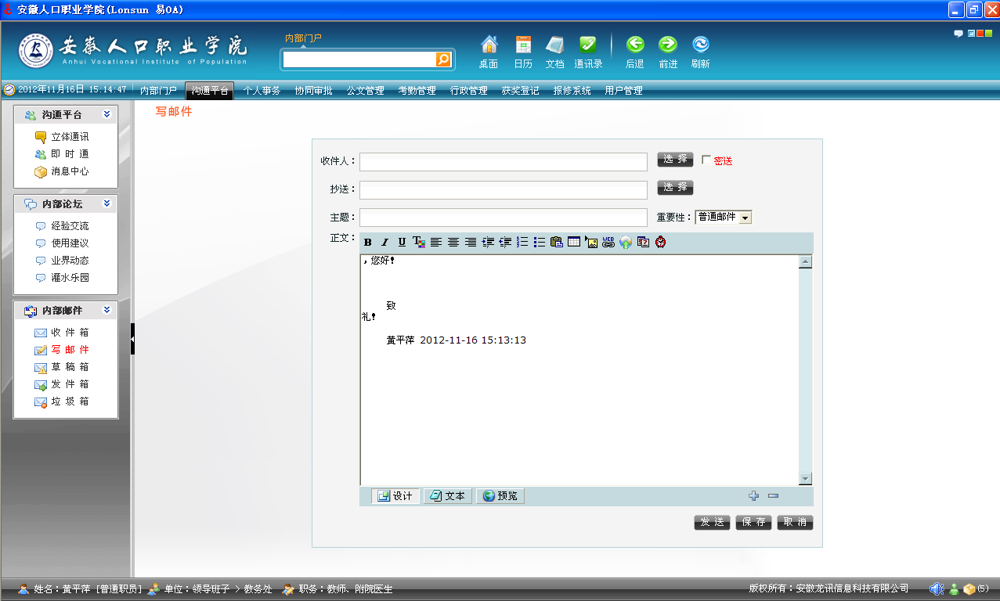 安徽人口职业学院(Lonsun 易OA)
安徽人口职业学院
Anhui Vocational Institute of Population
内部门户
桌面 日历 文档 通讯录 后退 前进 刷新
2012年11月16日 15:14:47 内部门户 沟通平台 个人事务 协同审批 公文管理 考勤管理 行政管理 获奖登记 报修系统 用户管理
沟通平台
立体通讯
即 时 通
消息中心
内部论坛
经验交流
使用建议
业界动态
灌水乐园
内部邮件
收 件 箱
写 邮 件
草 稿 箱
发 件 箱
垃 圾 箱
写邮件
收件人： 选 择 密送
抄送： 选 择
主题： 重要性： 普通邮件
正文： B I U
，您好！
致
礼！
黄平萍 2012-11-16 15:13:13
设计 文本 预览
发 送 保 存 取 消
姓名：黄平萍 [普通职员] 单位：领导班子 > 教务处 职务：教师、附院医生 版权所有：安徽龙讯信息科技有限公司 (5)